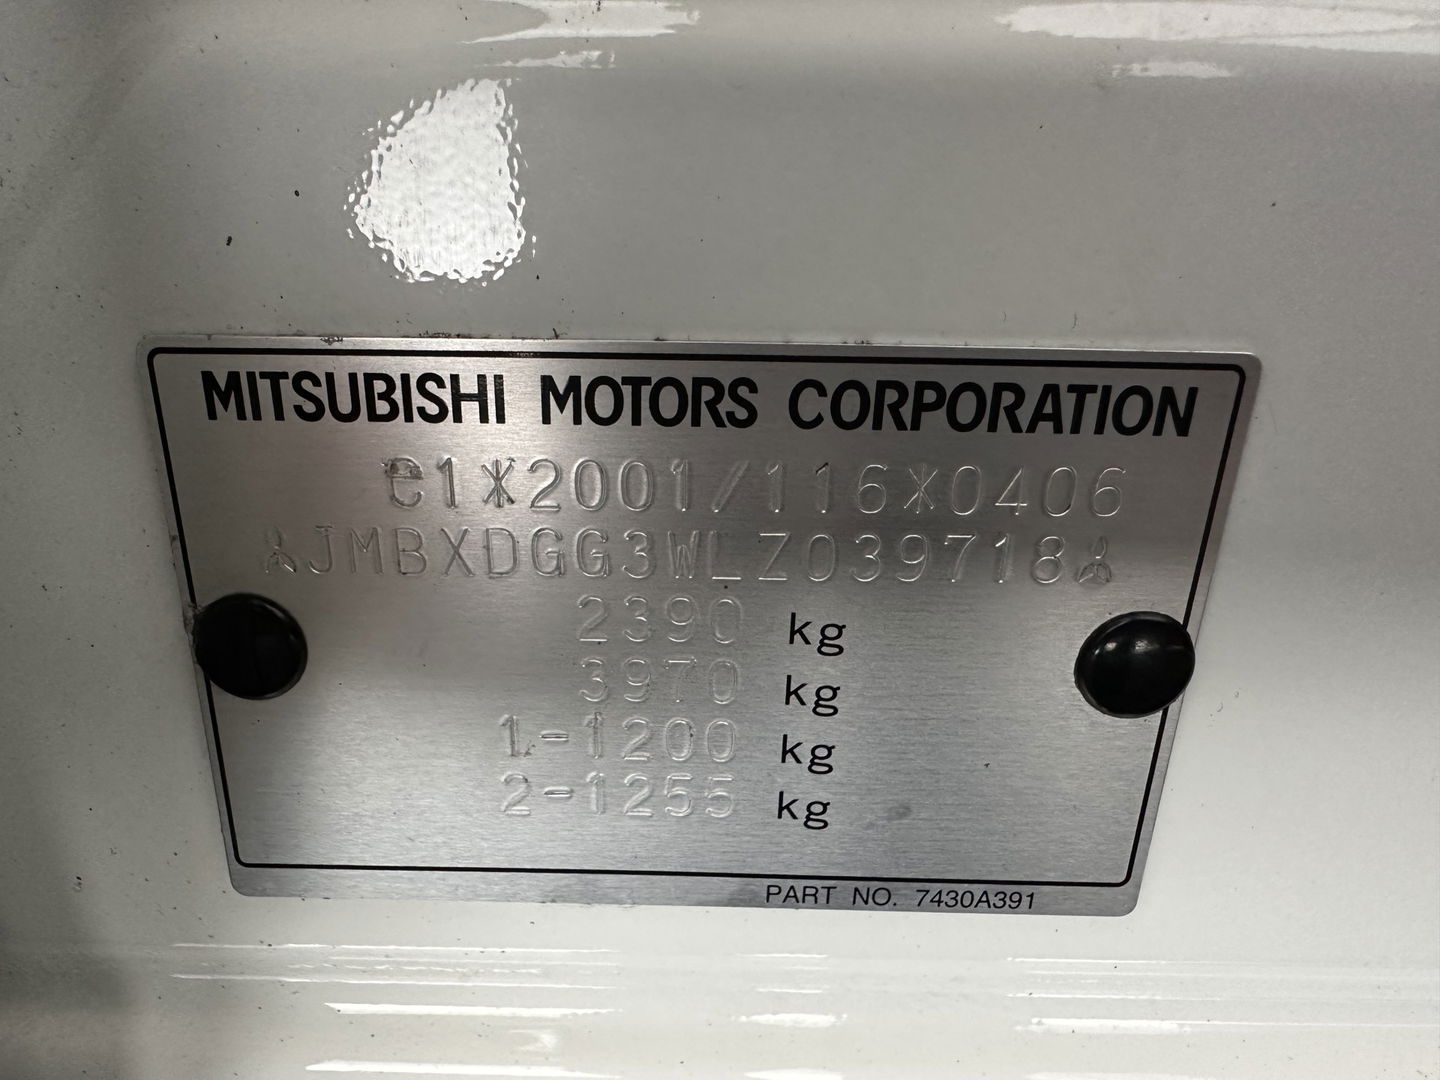 MITSUBISHI MOTORS CORPORATION
e1*2001/116*0406
JMBXDGG3WLZ039718
2390 kg
3970 kg
1-1200 kg
2-1255 kg
PART NO. 7430A391